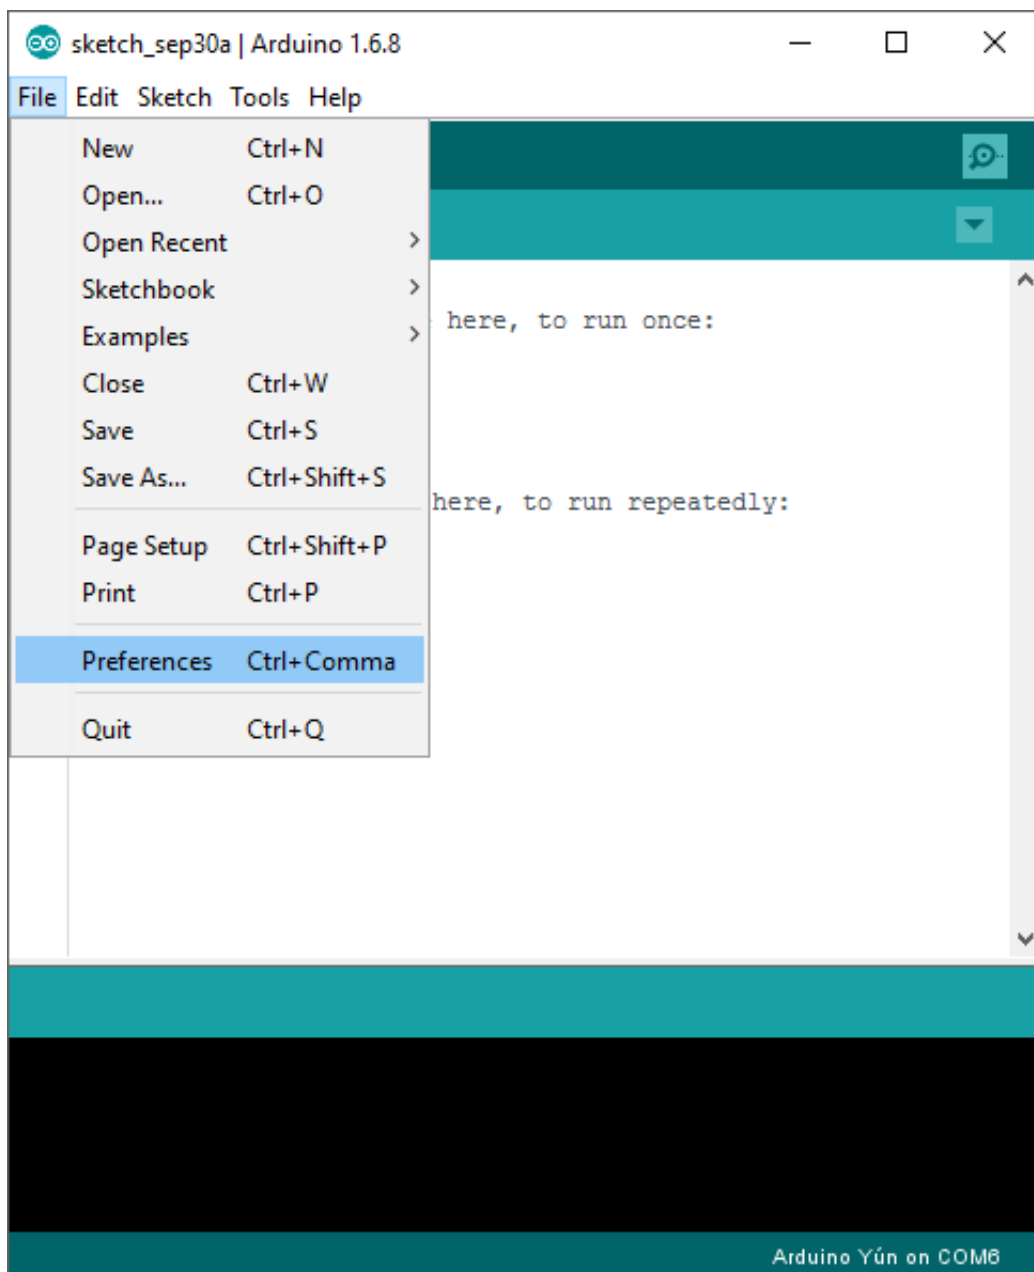 sketch_sep30a | Arduino 1.6.8
File Edit Sketch Tools Help
New Ctrl+N
Open... Ctrl+O
Open Recent
Sketchbook
here, to run once:
Examples
Close Ctrl+W
Save Ctrl+S
Save As... Ctrl+Shift+S
here, to run repeatedly:
Page Setup Ctrl+Shift+P
Print Ctrl+P
Preferences Ctrl+Comma
Quit Ctrl+Q
Arduino Yún on COM6